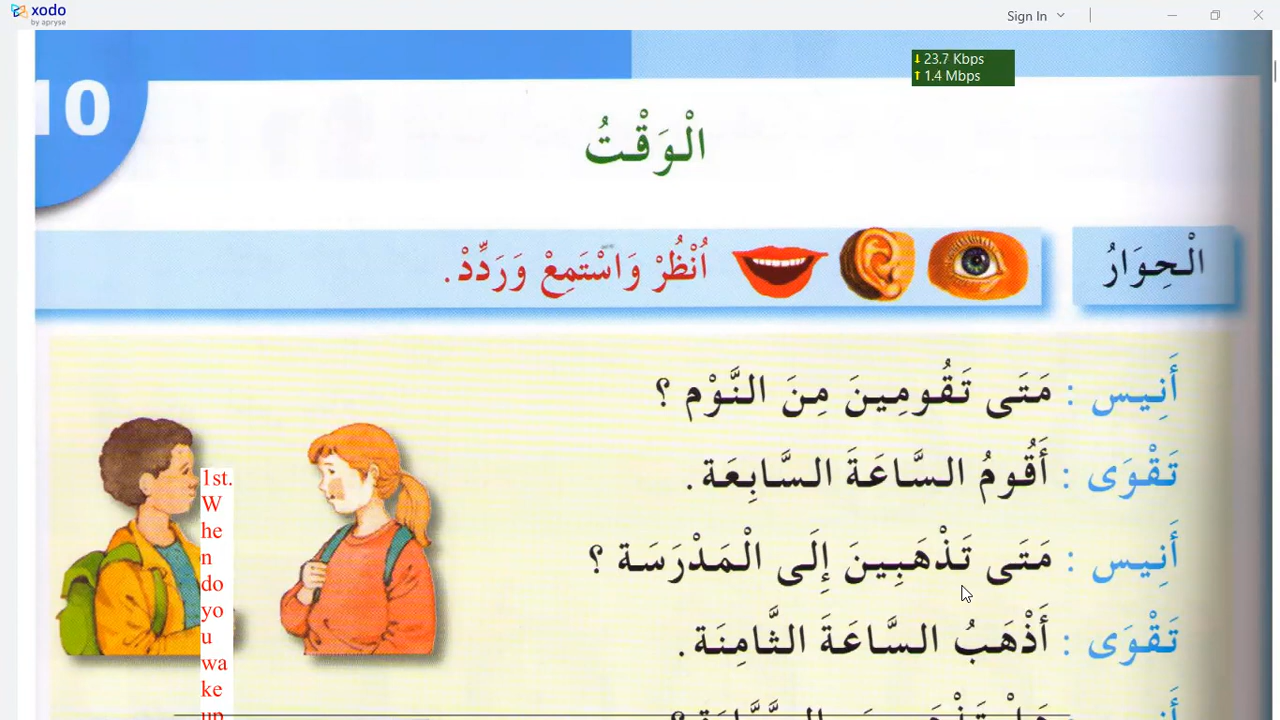 xodo
by apryse
Sign In
↓ 23.7 Kbps
↑ 1.4 Mbps
10
الْوَقْتُ
الْحِوَارُ
اُنْظُرْ وَاسْتَمِعْ وَرَدِّدْ.
أَنِيس : مَتَى تَقُومِينَ مِنَ النَّوْم ؟
تَقْوَى : أَقُومُ السَّاعَةَ السَّابِعَة.
أَنِيس : مَتَى تَذْهَبِينَ إِلَى الْمَدْرَسَة ؟
تَقْوَى : أَذْهَبُ السَّاعَةَ الثَّامِنَة.
1st.
W
he
n
do
yo
u
wa
ke
up